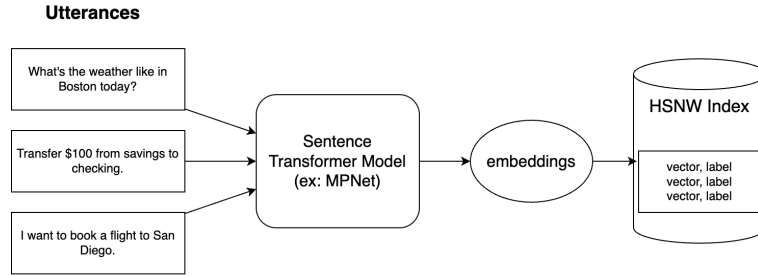 Utterances
What's the weather like in
Boston today?
Transfer $100 from savings to
checking.
I want to book a flight to San
Diego.
Sentence
Transformer Model
(ex: MPNet)
embeddings
HSNW Index
vector, label
vector, label
vector, label